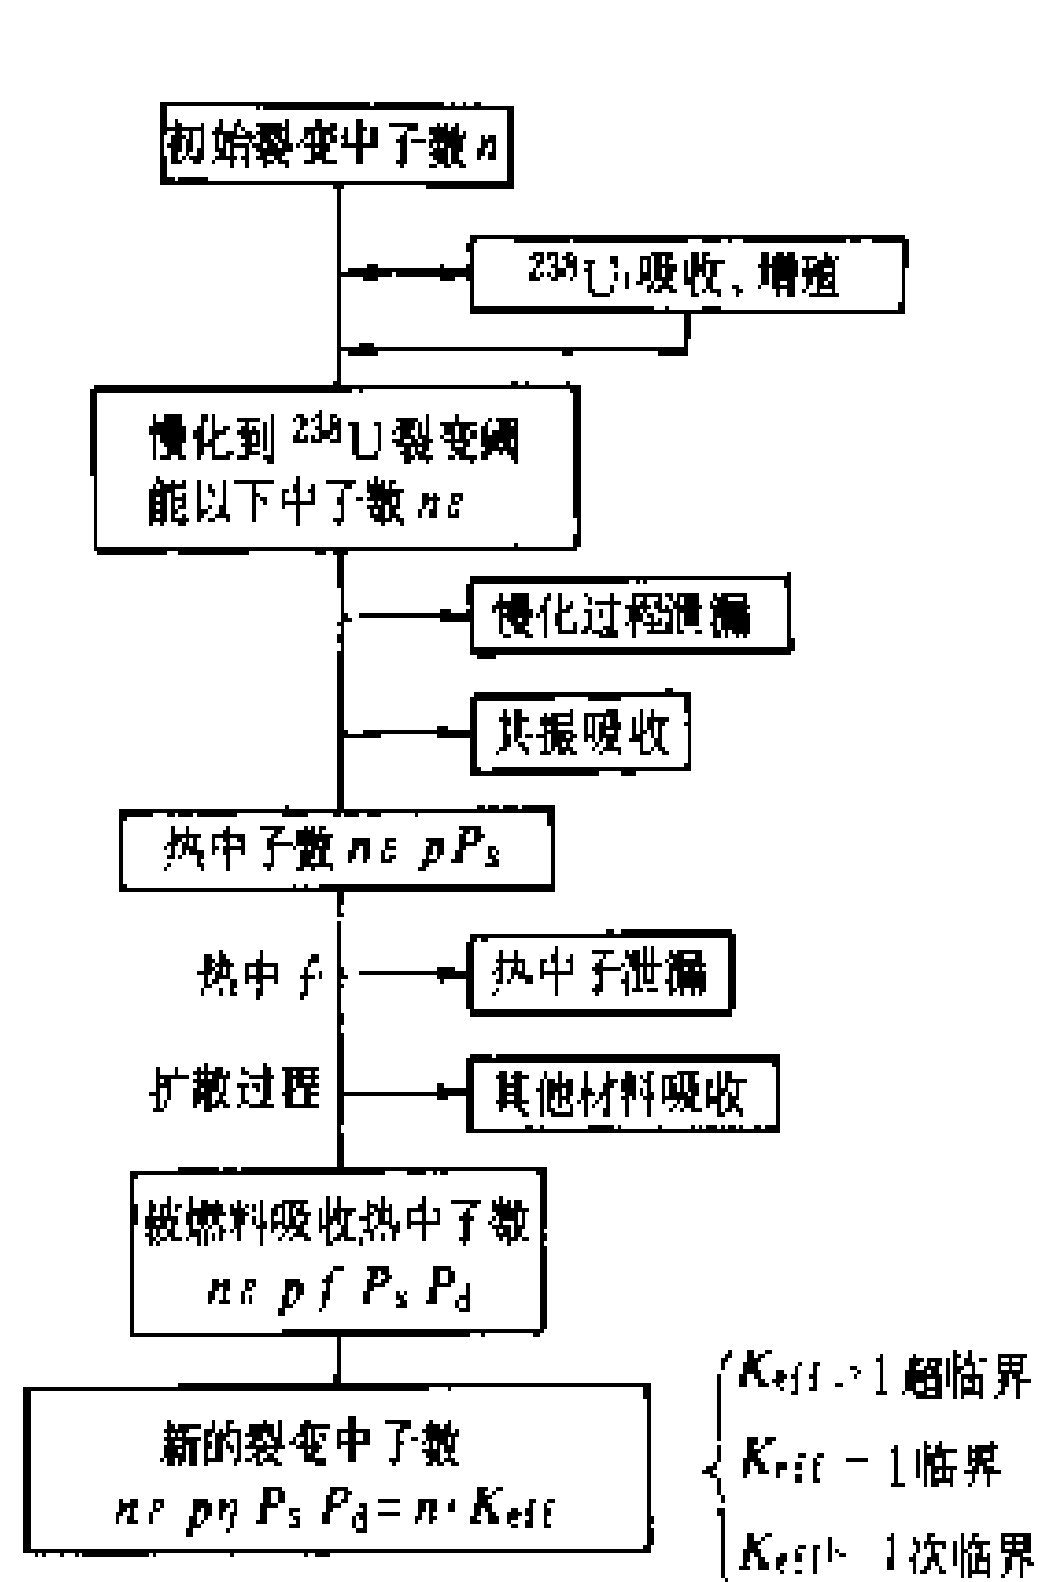 初始裂变中子数 n
²³⁸U吸收、增殖
慢化到 ²³⁸U 裂变阈
能以下中子数 nε
慢化过程泄漏
共振吸收
热中子数 nε pPs
热中子
热中子泄漏
扩散过程
其他材料吸收
被燃料吸收热中子数
nε p f Ps Pd
新的裂变中子数
nε pη Ps Pd = n·Keff
Keff > 1 超临界
Keff = 1 临界
Keff < 1 次临界